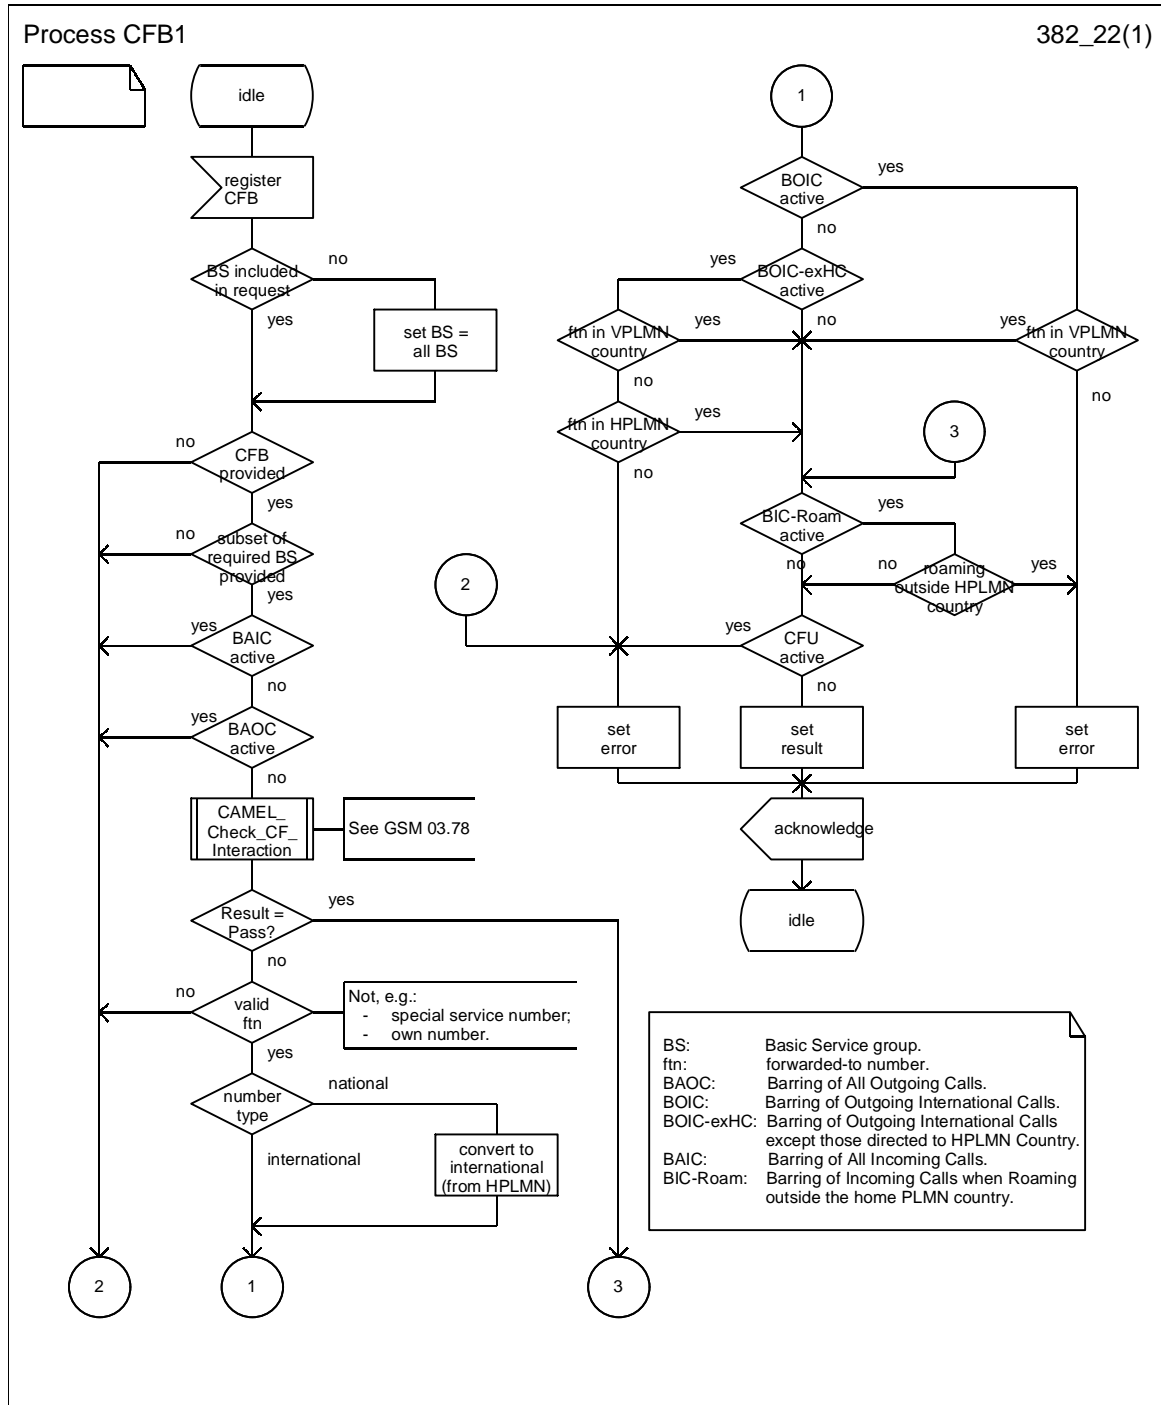 Process CFB1
382_22(1)
idle
register
CFB
BS included
in request
no
yes
set BS =
all BS
no
CFB
provided
yes
no
subset of
required BS
provided
yes
yes
BAIC
active
no
yes
BAOC
active
no
CAMEL_
Check_CF_
Interaction
See GSM 03.78
Result =
Pass?
yes
no
no
valid
ftn
Not, e.g.:
- special service number;
- own number.
yes
number
type
national
international
convert to
international
(from HPLMN)
2
1
3
1
BOIC
active
yes
no
yes
BOIC-exHC
active
no
ftn in VPLMN
country
yes
no
yes
ftn in VPLMN
country
no
ftn in HPLMN
country
yes
no
3
BIC-Roam
active
yes
no
no
roaming
outside HPLMN
country
yes
2
yes
CFU
active
no
set
error
set
result
set
error
acknowledge
idle
BS: Basic Service group.
ftn: forwarded-to number.
BAOC: Barring of All Outgoing Calls.
BOIC: Barring of Outgoing International Calls.
BOIC-exHC: Barring of Outgoing International Calls
except those directed to HPLMN Country.
BAIC: Barring of All Incoming Calls.
BIC-Roam: Barring of Incoming Calls when Roaming
outside the home PLMN country.